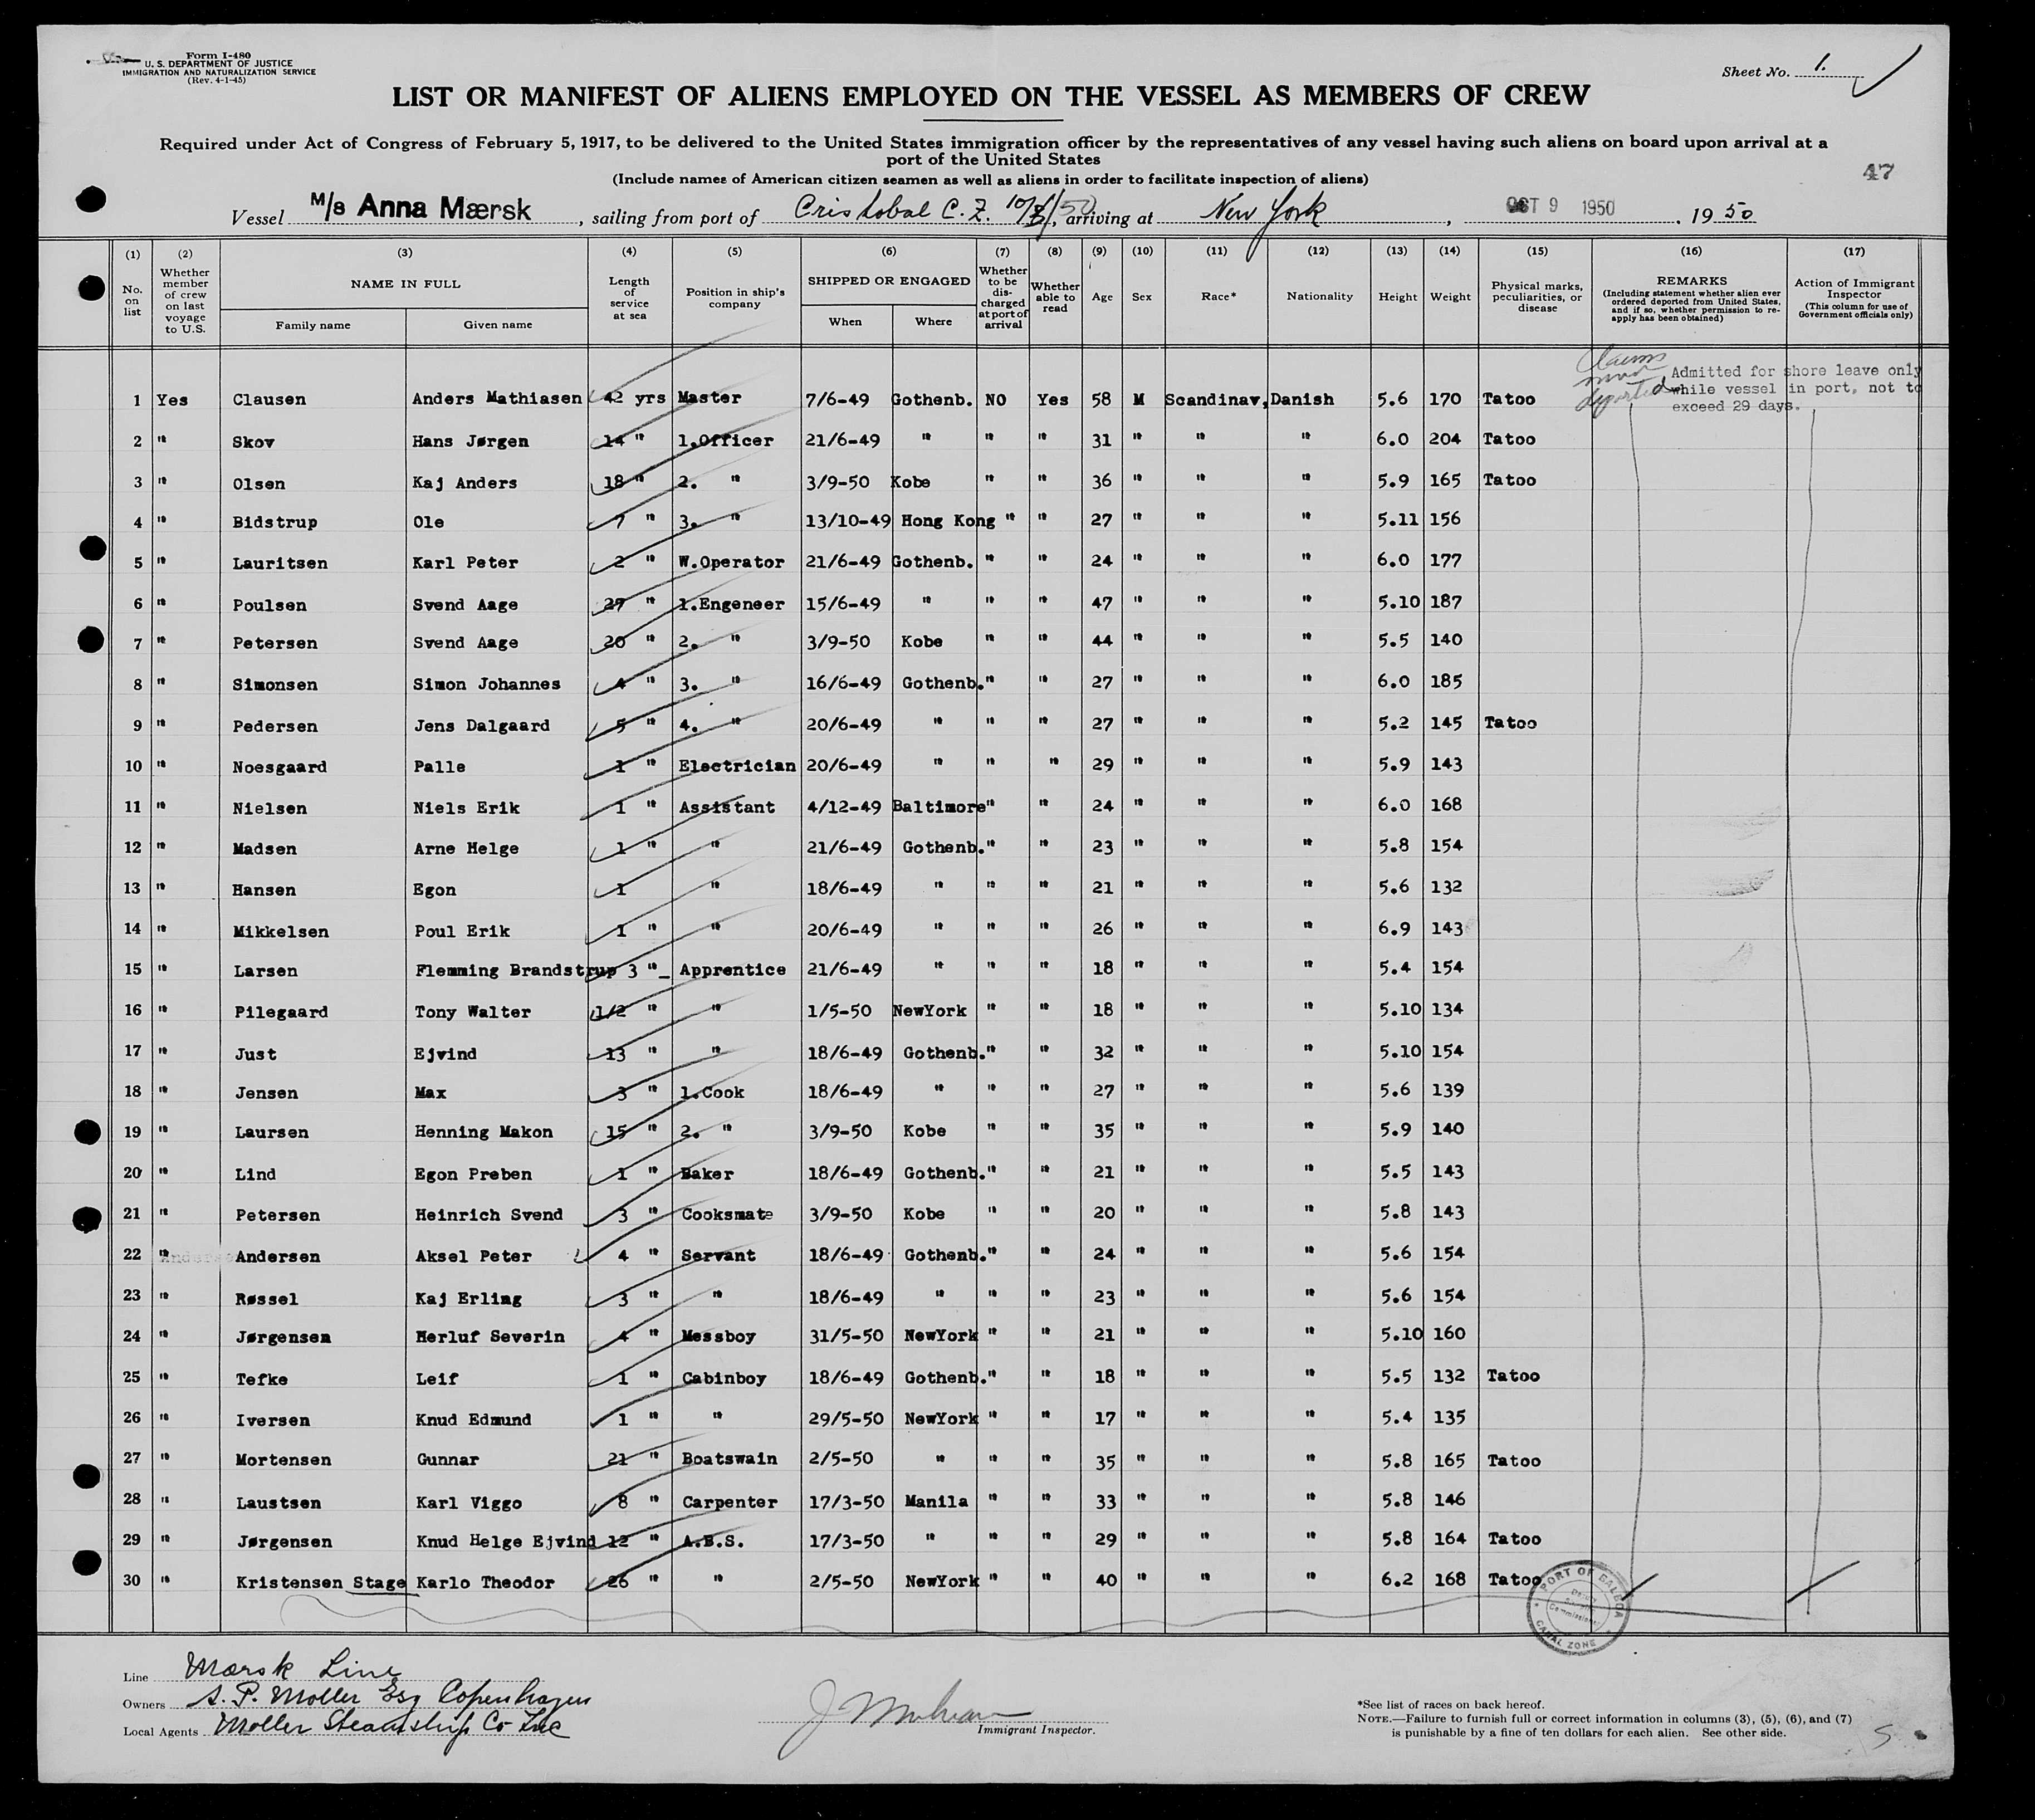 Form I-480
U. S. DEPARTMENT OF JUSTICE
IMMIGRATION AND NATURALIZATION SERVICE
(Rev. 4-1-45)
Sheet No. 1.
LIST OR MANIFEST OF ALIENS EMPLOYED ON THE VESSEL AS MEMBERS OF CREW
Required under Act of Congress of February 5, 1917, to be delivered to the United States immigration officer by the representatives of any vessel having such aliens on board upon arrival at a
port of the United States
(Include names of American citizen seamen as well as aliens in order to facilitate inspection of aliens)
47
Vessel M/s Anna Mærsk, sailing from port of Cristobal C.Z. arriving at New York, OCT 9 1950, 1950
(1) (2) (3) (4) (5) (6) (7) (8) (9) (10) (11) (12) (13) (14) (15) (16) (17)
No. on list
Whether member of crew on last voyage to U.S.
NAME IN FULL
Family name
Given name
Length of service at sea
Position in ship's company
SHIPPED OR ENGAGED
When
Where
Whether to be discharged at port of arrival
Whether able to read
Age
Sex
Race*
Nationality
Height
Weight
Physical marks, peculiarities, or disease
REMARKS
(Including statement whether alien ever ordered deported from United States, and if so, whether permission to reapply has been obtained)
Action of Immigrant Inspector
(This column for use of Government officials only)
Claims never deported
Admitted for shore leave only
while vessel in port, not to
exceed 29 days.
1 Yes Clausen Anders Mathiasen 42 yrs Master 7/6-49 Gothenb. NO Yes 58 M Scandinav, Danish 5.6 170 Tatoo
2 " Skov Hans Jørgen 14 " 1.Officer 21/6-49 " " " 31 " " " 6.0 204 Tatoo
3 " Olsen Kaj Anders 18 " 2. " 3/9-50 Kobe " " 36 " " " 5.9 165 Tatoo
4 " Bidstrup Ole 7 " 3. " 13/10-49 Hong Kong " " 27 " " " 5.11 156
5 " Lauritsen Karl Peter 2 " W.Operator 21/6-49 Gothenb. " " 24 " " " 6.0 177
6 " Poulsen Svend Aage 27 " 1.Engeneer 15/6-49 " " " 47 " " " 5.10 187
7 " Petersen Svend Aage 20 " 2. " 3/9-50 Kobe " " 44 " " " 5.5 140
8 " Simonsen Simon Johannes 4 " 3. " 16/6-49 Gothenb. " " 27 " " " 6.0 185
9 " Pedersen Jens Dalgaard 5 " 4. " 20/6-49 " " " 27 " " " 5.2 145 Tatoo
10 " Noesgaard Palle 1 " Electrician 20/6-49 " " " 29 " " " 5.9 143
11 " Nielsen Niels Erik 1 " Assistant 4/12-49 Baltimore " " 24 " " " 6.0 168
12 " Madsen Arne Helge 1 " " 21/6-49 Gothenb. " " 23 " " " 5.8 154
13 " Hansen Egon 1 " 18/6-49 " " " 21 " " " 5.6 132
14 " Mikkelsen Poul Erik 1 " " 20/6-49 " " " 26 " " " 6.9 143
15 " Larsen Flemming Brandstrup 3 " Apprentice 21/6-49 " " " 18 " " " 5.4 154
16 " Pilegaard Tony Walter 1/2 " " 1/5-50 NewYork " " 18 " " " 5.10 134
17 " Just Ejvind 13 " " 18/6-49 Gothenb. " " 32 " " " 5.10 154
18 " Jensen Max 3 " 1.Cook 18/6-49 " " " 27 " " " 5.6 139
19 " Laursen Henning Makon 15 " 2. " 3/9-50 Kobe " " 35 " " " 5.9 140
20 " Lind Egon Preben 1 " Baker 18/6-49 Gothenb. " " 21 " " " 5.5 143
21 " Petersen Heinrich Svend 3 " Cooksmate 3/9-50 Kobe " " 20 " " " 5.8 143
22 " Andersen Aksel Peter 4 " Servant 18/6-49 Gothenb. " " 24 " " " 5.6 154
23 " Røssel Kaj Erling 3 " " 18/6-49 " " " 23 " " " 5.6 154
24 " Jørgensen Herluf Severin 4 " Messboy 31/5-50 NewYork " " 21 " " " 5.10 160
25 " Tefke Leif 1 " Cabinboy 18/6-49 Gothenb. " " 18 " " " 5.5 132 Tatoo
26 " Iversen Knud Edmund 1 " " 29/5-50 NewYork " " 17 " " " 5.4 135
27 " Mortensen Gunnar 21 " Boatswain 2/5-50 " " " 35 " " " 5.8 165 Tatoo
28 " Laustsen Karl Viggo 8 " Carpenter 17/3-50 Manila " " 33 " " " 5.8 146
29 " Jørgensen Knud Helge Ejvind 12 " A.B.S. 17/3-50 " " " 29 " " " 5.8 164 Tatoo
30 " Kristensen Stage Karlo Theodor 26 " " 2/5-50 NewYork " " 40 " " " 6.2 168 Tatoo
PORT OF BALBOA
CANAL ZONE
Line Mærsk Line
Owners A. P. Moller Esq Copenhagen
Local Agents Moller Steamship Co Inc
Immigrant Inspector.
*See list of races on back hereof.
NOTE.—Failure to furnish full or correct information in columns (3), (5), (6), and (7)
is punishable by a fine of ten dollars for each alien. See other side.
5